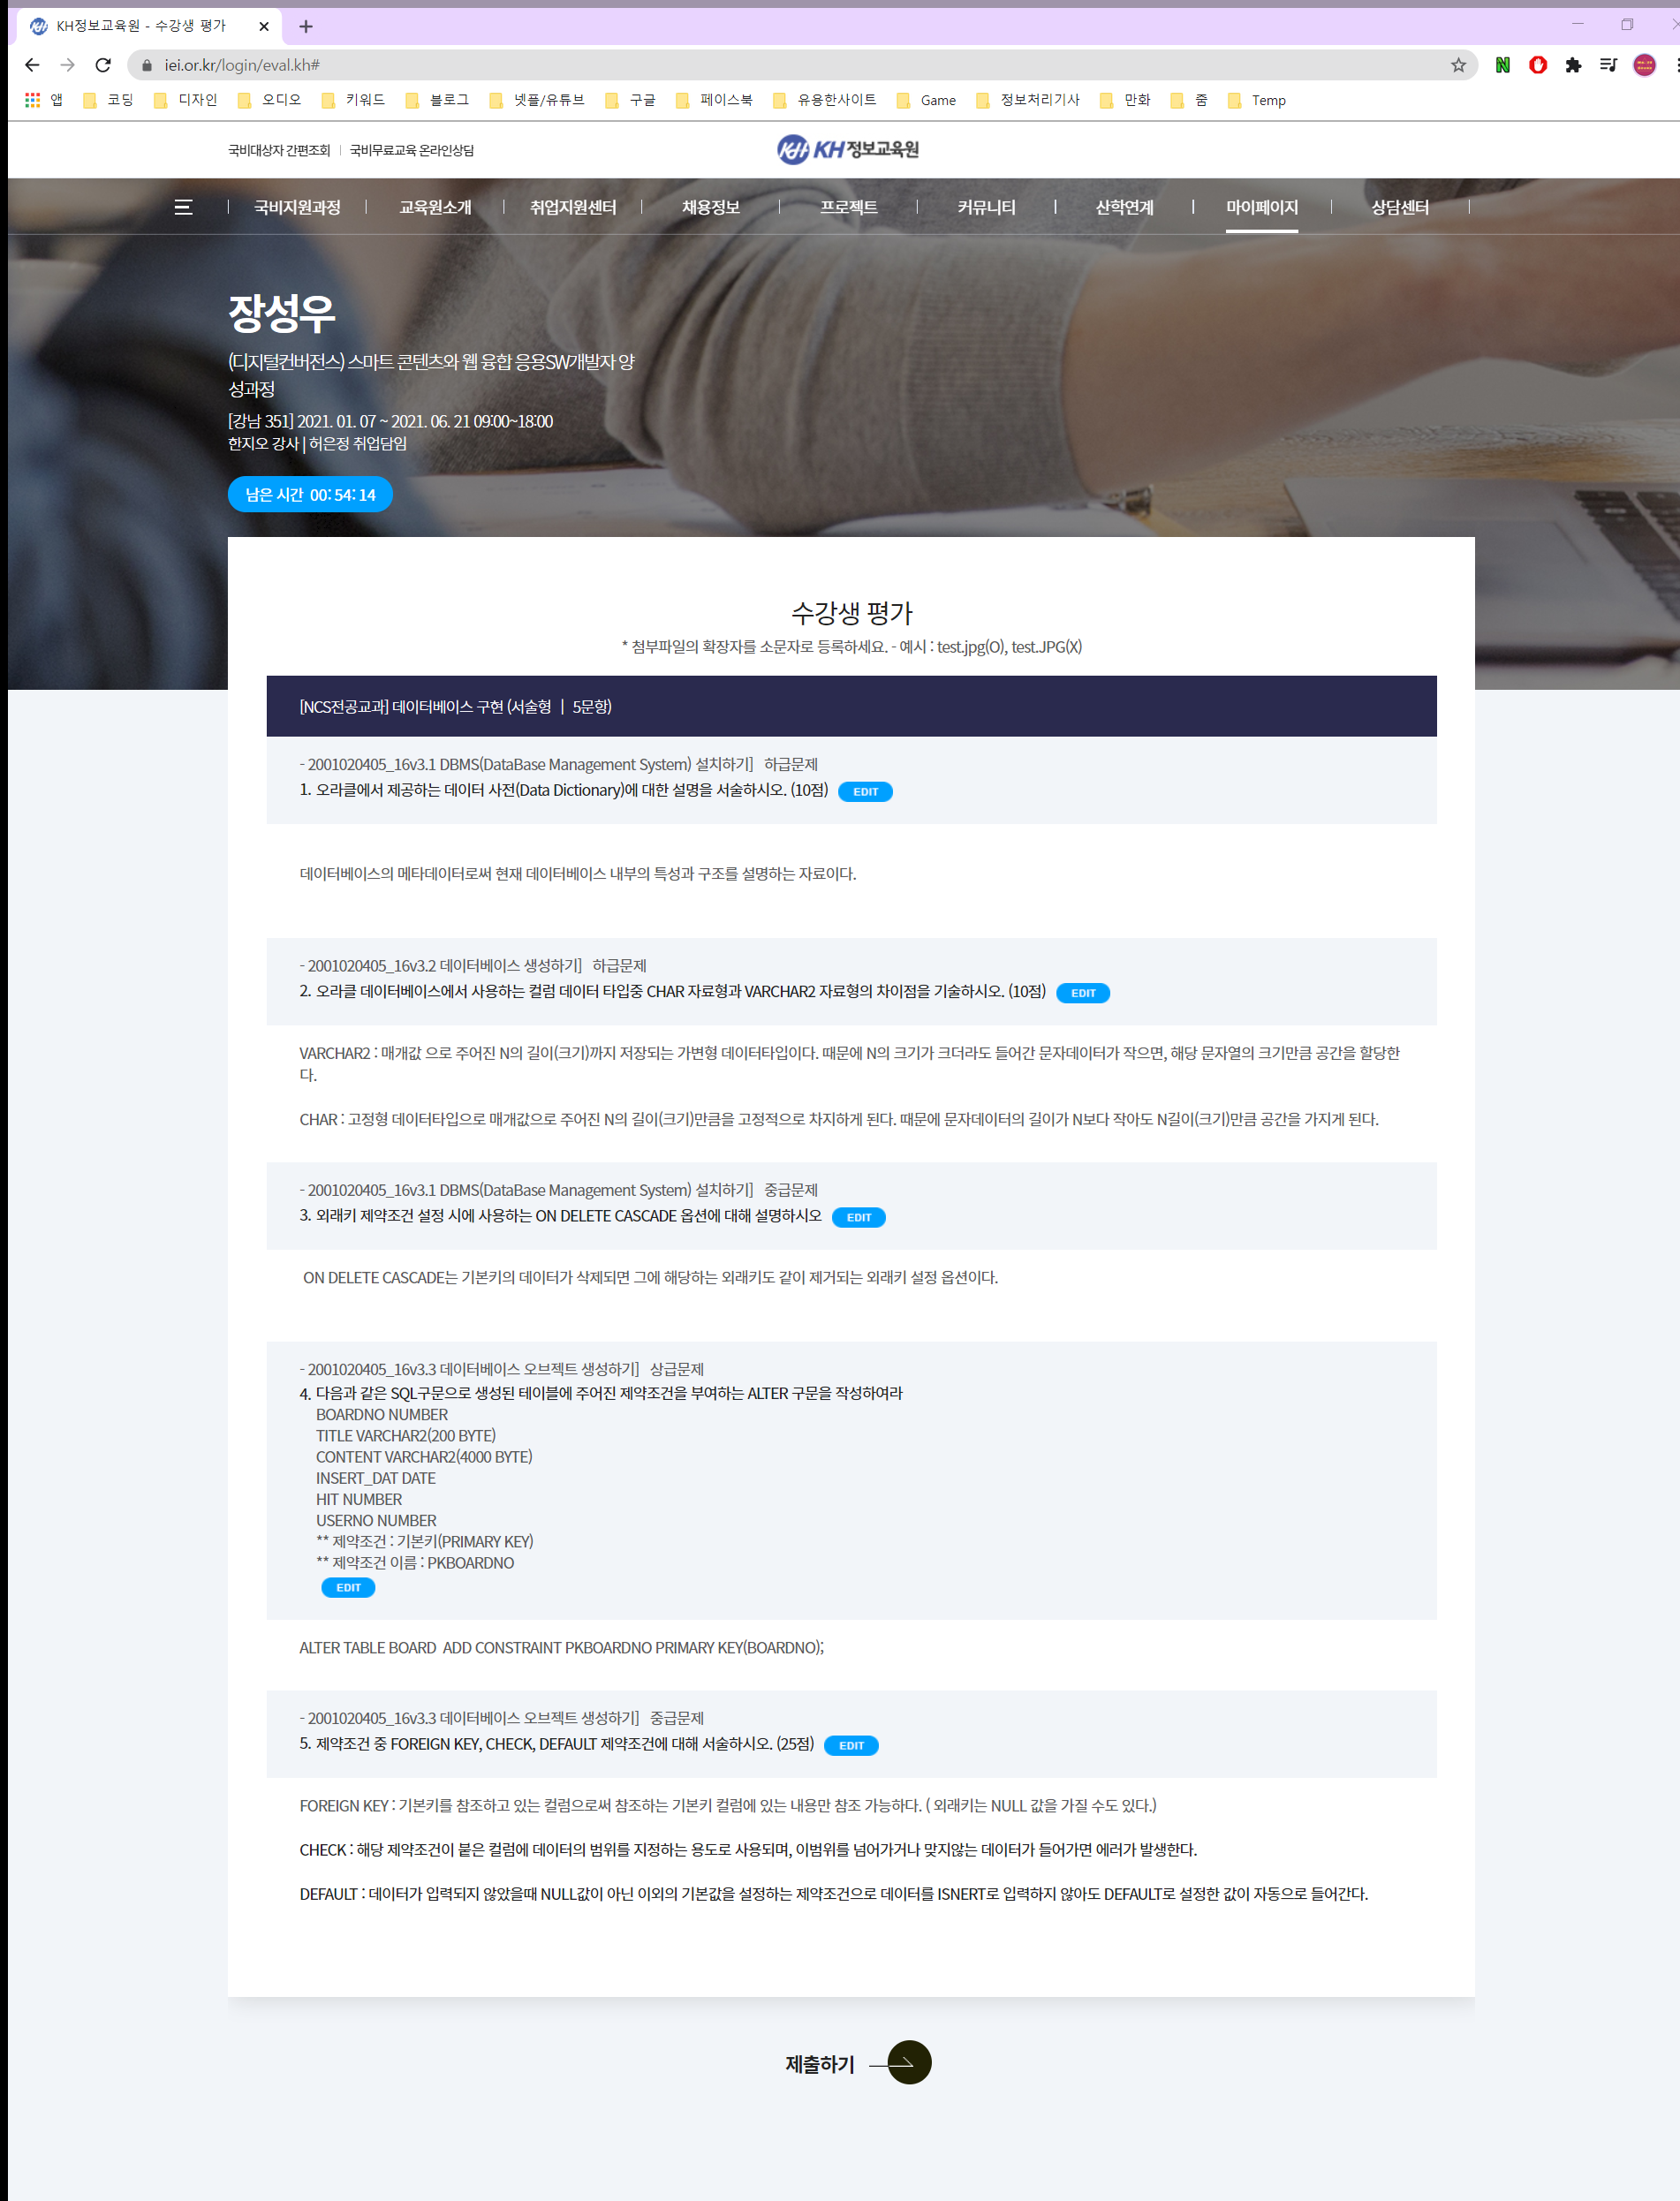 KH정보교육원 - 수강생 평가
iei.or.kr/login/eval.kh#
앱 코딩 디자인 오디오 키워드 블로그 넷플/유튜브 구글 페이스북 유용한사이트 Game 정보처리기사 만화 줌 Temp
국비대상자 간편조회 | 국비무료교육 온라인상담
KH KH정보교육원
국비지원과정 교육원소개 취업지원센터 채용정보 프로젝트 커뮤니티 산학연계 마이페이지 상담센터
장성우
(디지털컨버전스) 스마트 콘텐츠와 웹 융합 응용SW개발자 양
성과정
[강남 351] 2021. 01. 07 ~ 2021. 06. 21 09:00~18:00
한지오 강사 | 허은정 취업담임
남은 시간 00: 54: 14
수강생 평가
* 첨부파일의 확장자를 소문자로 등록하세요. - 예시 : test.jpg(O), test.JPG(X)
[NCS전공교과] 데이터베이스 구현 (서술형 | 5문항)
- 2001020405_16v3.1 DBMS(DataBase Management System) 설치하기] 하급문제
1. 오라클에서 제공하는 데이터 사전(Data Dictionary)에 대한 설명을 서술하시오. (10점) EDIT
데이터베이스의 메타데이터로써 현재 데이터베이스 내부의 특성과 구조를 설명하는 자료이다.
- 2001020405_16v3.2 데이터베이스 생성하기] 하급문제
2. 오라클 데이터베이스에서 사용하는 컬럼 데이터 타입중 CHAR 자료형과 VARCHAR2 자료형의 차이점을 기술하시오. (10점) EDIT
VARCHAR2 : 매개값 으로 주어진 N의 길이(크기)까지 저장되는 가변형 데이터타입이다. 때문에 N의 크기가 크더라도 들어간 문자데이터가 작으면, 해당 문자열의 크기만큼 공간을 할당한
다.
CHAR : 고정형 데이터타입으로 매개값으로 주어진 N의 길이(크기)만큼을 고정적으로 차지하게 된다. 때문에 문자데이터의 길이가 N보다 작아도 N길이(크기)만큼 공간을 가지게 된다.
- 2001020405_16v3.1 DBMS(DataBase Management System) 설치하기] 중급문제
3. 외래키 제약조건 설정 시에 사용하는 ON DELETE CASCADE 옵션에 대해 설명하시오 EDIT
ON DELETE CASCADE는 기본키의 데이터가 삭제되면 그에 해당하는 외래키도 같이 제거되는 외래키 설정 옵션이다.
- 2001020405_16v3.3 데이터베이스 오브젝트 생성하기] 상급문제
4. 다음과 같은 SQL구문으로 생성된 테이블에 주어진 제약조건을 부여하는 ALTER 구문을 작성하여라
BOARDNO NUMBER
TITLE VARCHAR2(200 BYTE)
CONTENT VARCHAR2(4000 BYTE)
INSERT_DAT DATE
HIT NUMBER
USERNO NUMBER
** 제약조건 : 기본키(PRIMARY KEY)
** 제약조건 이름 : PKBOARDNO
EDIT
ALTER TABLE BOARD ADD CONSTRAINT PKBOARDNO PRIMARY KEY(BOARDNO);
- 2001020405_16v3.3 데이터베이스 오브젝트 생성하기] 중급문제
5. 제약조건 중 FOREIGN KEY, CHECK, DEFAULT 제약조건에 대해 서술하시오. (25점) EDIT
FOREIGN KEY : 기본키를 참조하고 있는 컬럼으로써 참조하는 기본키 컬럼에 있는 내용만 참조 가능하다. ( 외래키는 NULL 값을 가질 수도 있다.)
CHECK : 해당 제약조건이 붙은 컬럼에 데이터의 범위를 지정하는 용도로 사용되며, 이범위를 넘어가거나 맞지않는 데이터가 들어가면 에러가 발생한다.
DEFAULT : 데이터가 입력되지 않았을때 NULL값이 아닌 이외의 기본값을 설정하는 제약조건으로 데이터를 ISNERT로 입력하지 않아도 DEFAULT로 설정한 값이 자동으로 들어간다.
제출하기